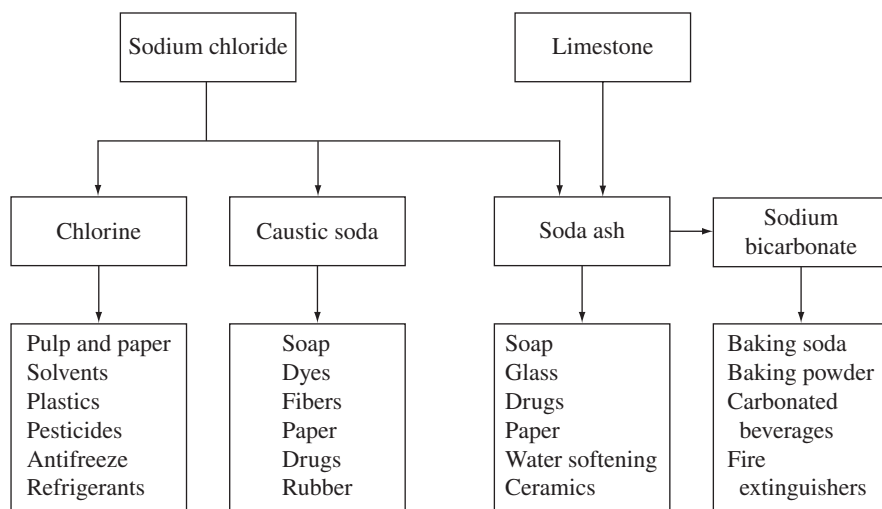 Sodium chloride
Limestone
Chlorine
Caustic soda
Soda ash
Sodium
bicarbonate
Pulp and paper
Solvents
Plastics
Pesticides
Antifreeze
Refrigerants
Soap
Dyes
Fibers
Paper
Drugs
Rubber
Soap
Glass
Drugs
Paper
Water softening
Ceramics
Baking soda
Baking powder
Carbonated
beverages
Fire
extinguishers